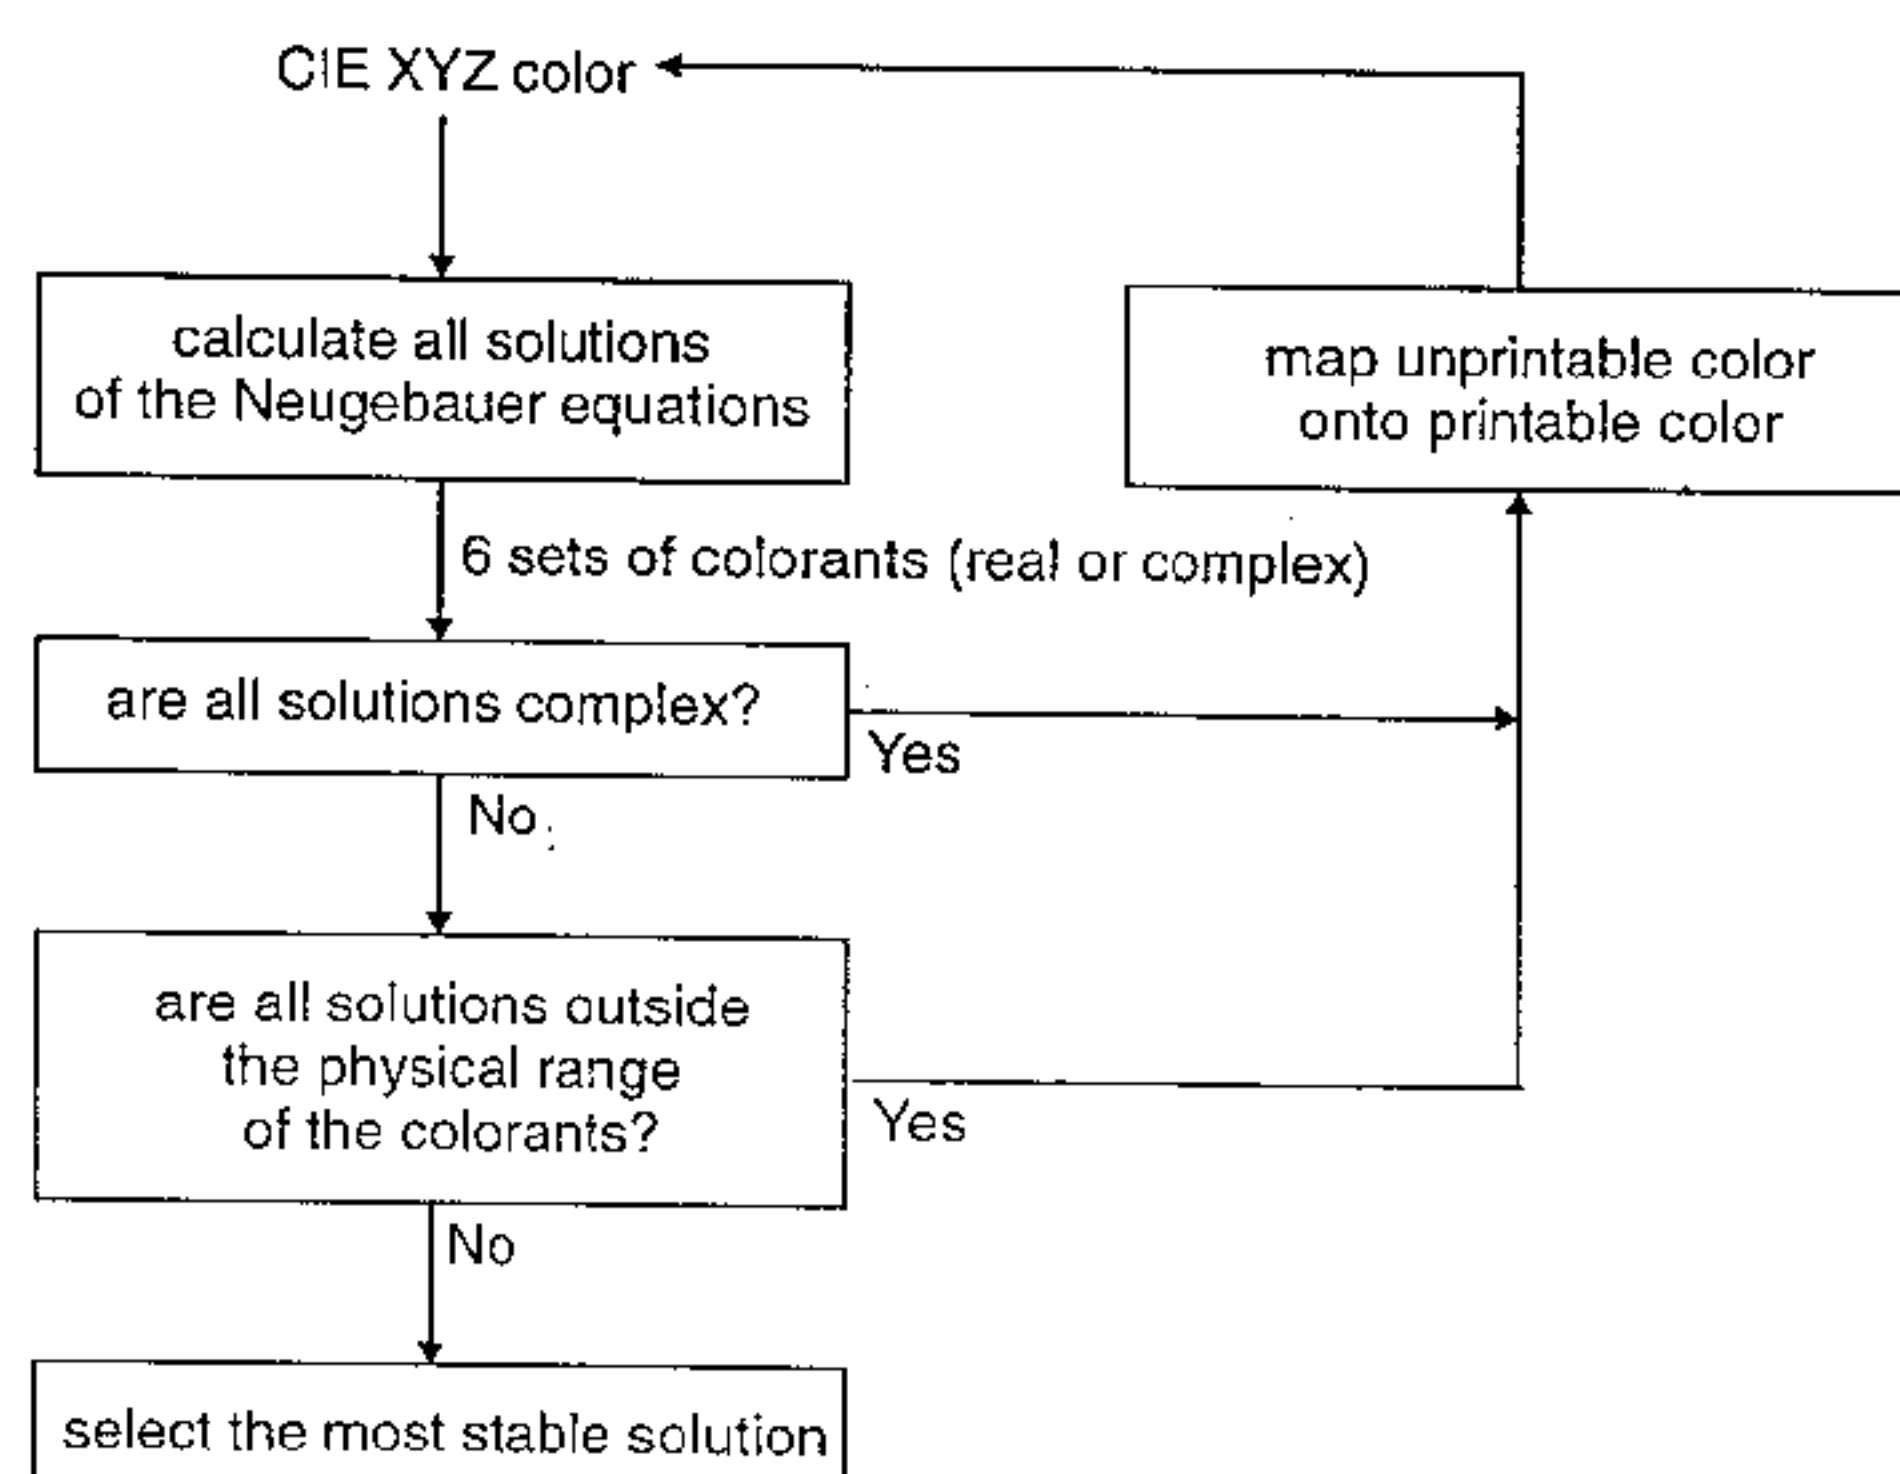 CIE XYZ color
calculate all solutions
of the Neugebauer equations
map unprintable color
onto printable color
6 sets of colorants (real or complex)
are all solutions complex?
Yes
No
are all solutions outside
the physical range
of the colorants?
Yes
No
select the most stable solution